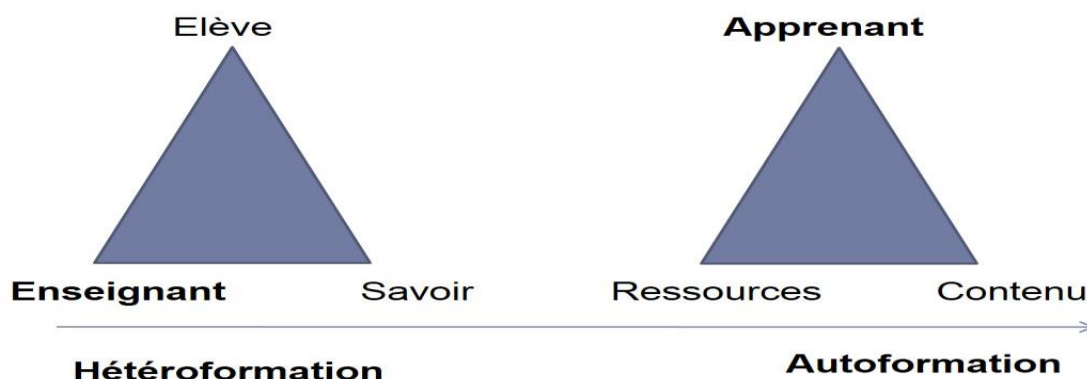 Elève
Apprenant
Enseignant Savoir
Ressources Contenu
Hétéroformation
Autoformation